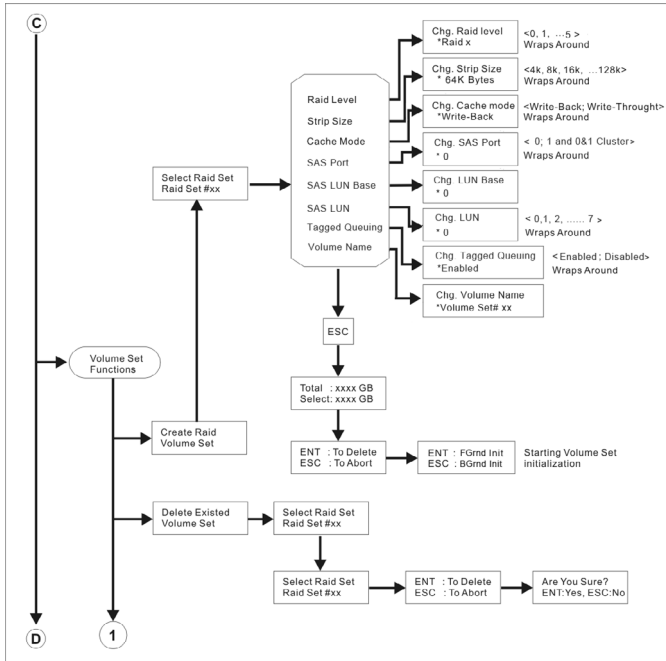 C
Chg. Raid level
*Raid x
<0, 1, ...5 >
Wraps Around
Chg. Strip Size
* 64K Bytes
<4k, 8k, 16k, ...128k>
Wraps Around
Chg. Cache mode
*Write-Back
<Write-Back; Write-Throught>
Wraps Around
Chg. SAS Port
* 0
< 0; 1 and 0&1 Cluster>
Wraps Around
Chg. LUN Base
* 0
Chg. LUN
* 0
< 0,1, 2, ...... 7 >
Wraps Around
Chg. Tagged Queuing
*Enabled
<Enabled; Disabled>
Wraps Around
Chg. Volume Name
*Volume Set# xx
Raid Level
Strip Size
Cache Mode
SAS Port
SAS LUN Base
SAS LUN
Tagged Queuing
Volume Name
Select Raid Set
Raid Set #xx
ESC
Volume Set
Functions
Total : xxxx GB
Select: xxxx GB
Create Raid
Volume Set
ENT : To Delete
ESC : To Abort
ENT : FGrnd Init
ESC : BGrnd Init
Starting Volume Set
initialization
Delete Existed
Volume Set
Select Raid Set
Raid Set #xx
Select Raid Set
Raid Set #xx
ENT : To Delete
ESC : To Abort
Are You Sure?
ENT:Yes, ESC:No
D
1